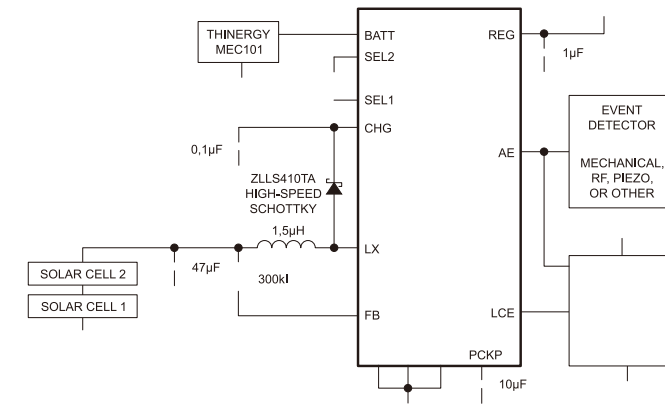 THINERGY
MEC101
BATT
SEL2
SEL1
CHG
0,1µF
ZLLS410TA
HIGH-SPEED
SCHOTTKY
1,5µH
LX
47µF
300kl
FB
SOLAR CELL 2
SOLAR CELL 1
REG
1µF
AE
EVENT
DETECTOR
MECHANICAL,
RF, PIEZO,
OR OTHER
LCE
PCKP
10µF